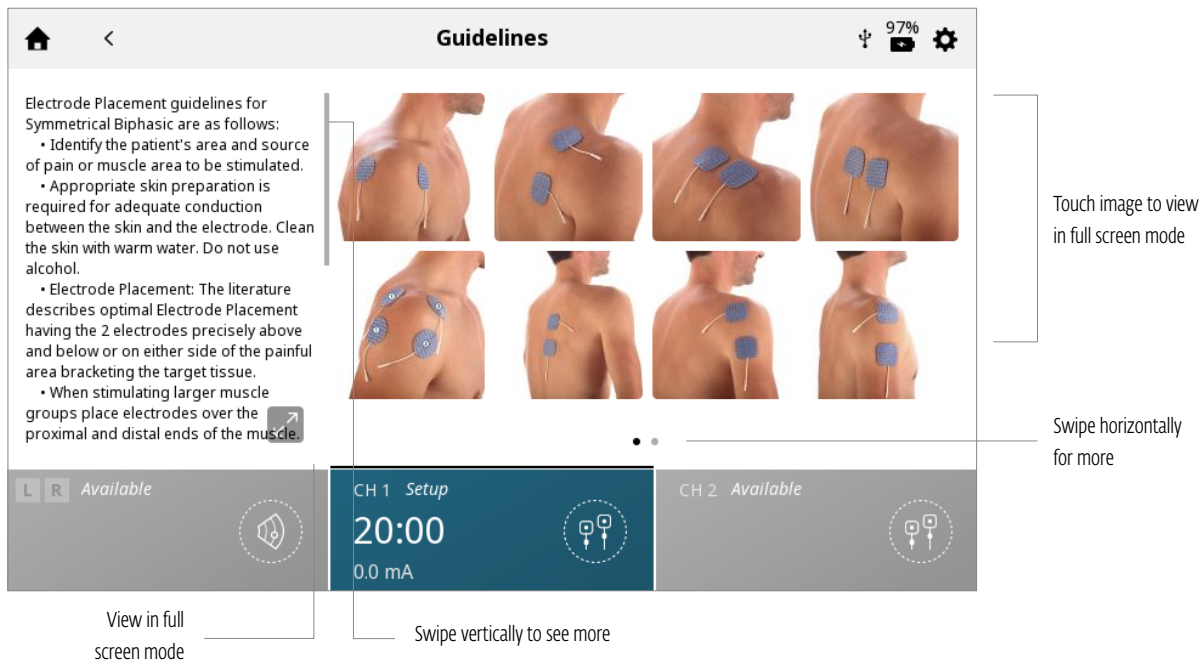 Guidelines
97%
Electrode Placement guidelines for
Symmetrical Biphasic are as follows:
• Identify the patient's area and source
of pain or muscle area to be stimulated.
• Appropriate skin preparation is
required for adequate conduction
between the skin and the electrode. Clean
the skin with warm water. Do not use
alcohol.
• Electrode Placement: The literature
describes optimal Electrode Placement
having the 2 electrodes precisely above
and below or on either side of the painful
area bracketing the target tissue.
• When stimulating larger muscle
groups place electrodes over the
proximal and distal ends of the muscle.
Touch image to view
in full screen mode
Swipe horizontally
for more
L R Available
CH 1 Setup
20:00
0.0 mA
CH 2 Available
View in full
screen mode
Swipe vertically to see more